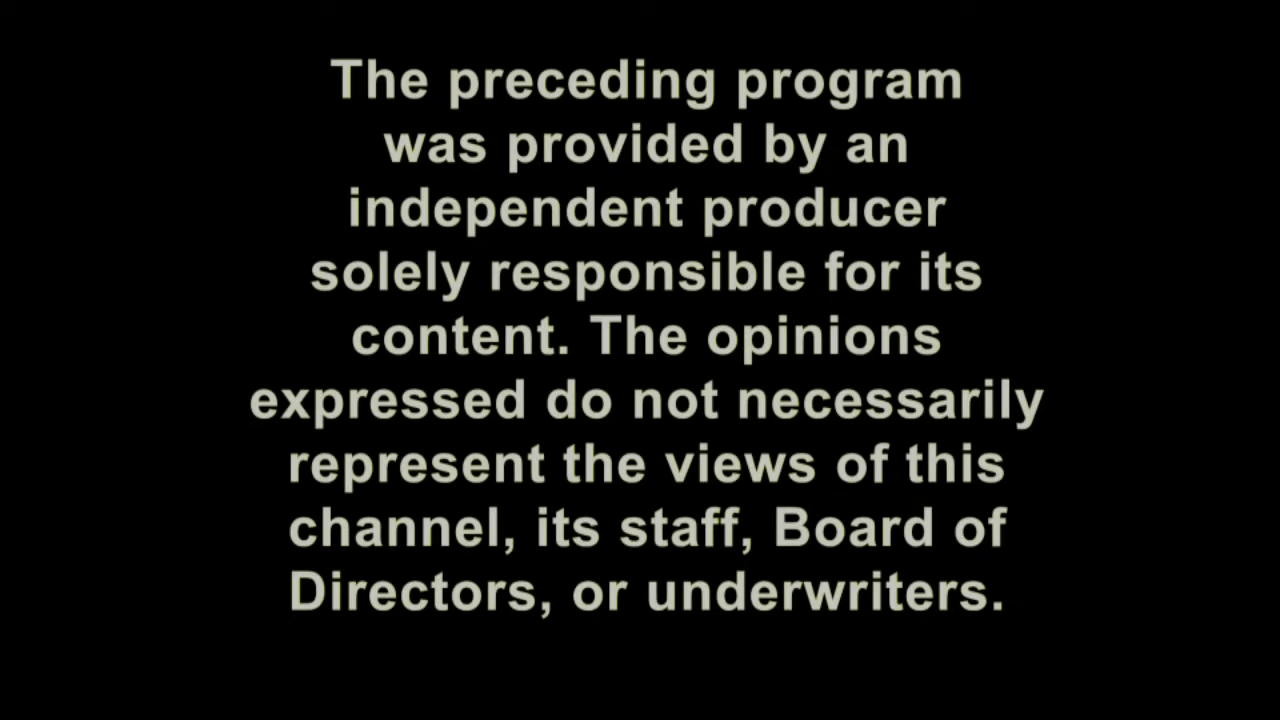 The preceding program
was provided by an
independent producer
solely responsible for its
content. The opinions
expressed do not necessarily
represent the views of this
channel, its staff, Board of
Directors, or underwriters.